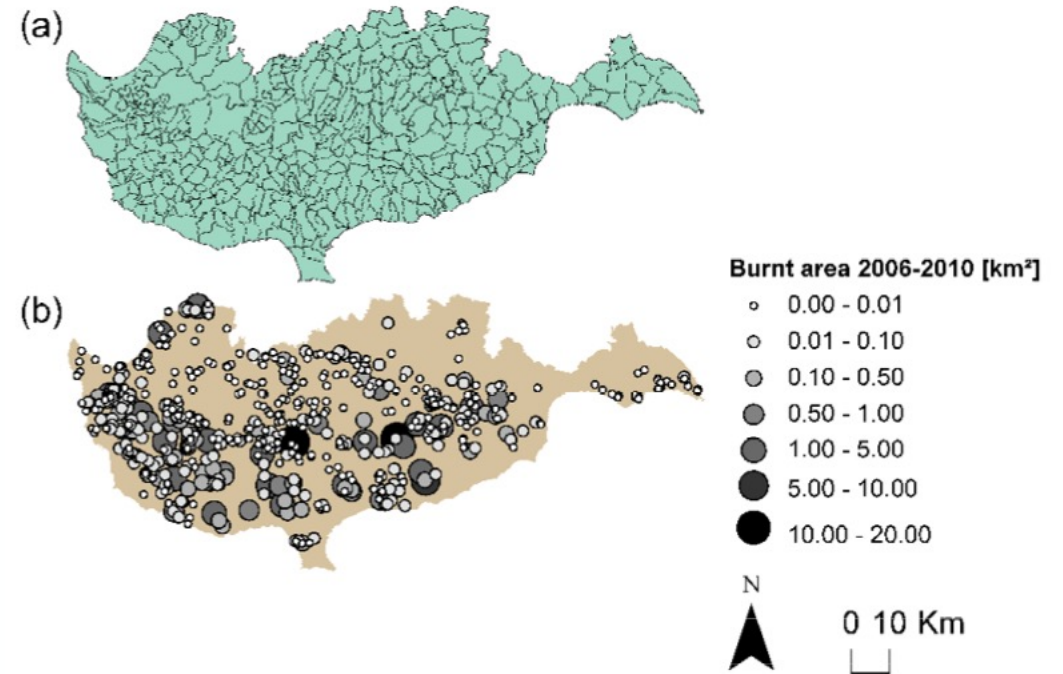 (a)
(b)
Burnt area 2006-2010 [km²]
0.00 - 0.01
0.01 - 0.10
0.10 - 0.50
0.50 - 1.00
1.00 - 5.00
5.00 - 10.00
10.00 - 20.00
N
0 10 Km